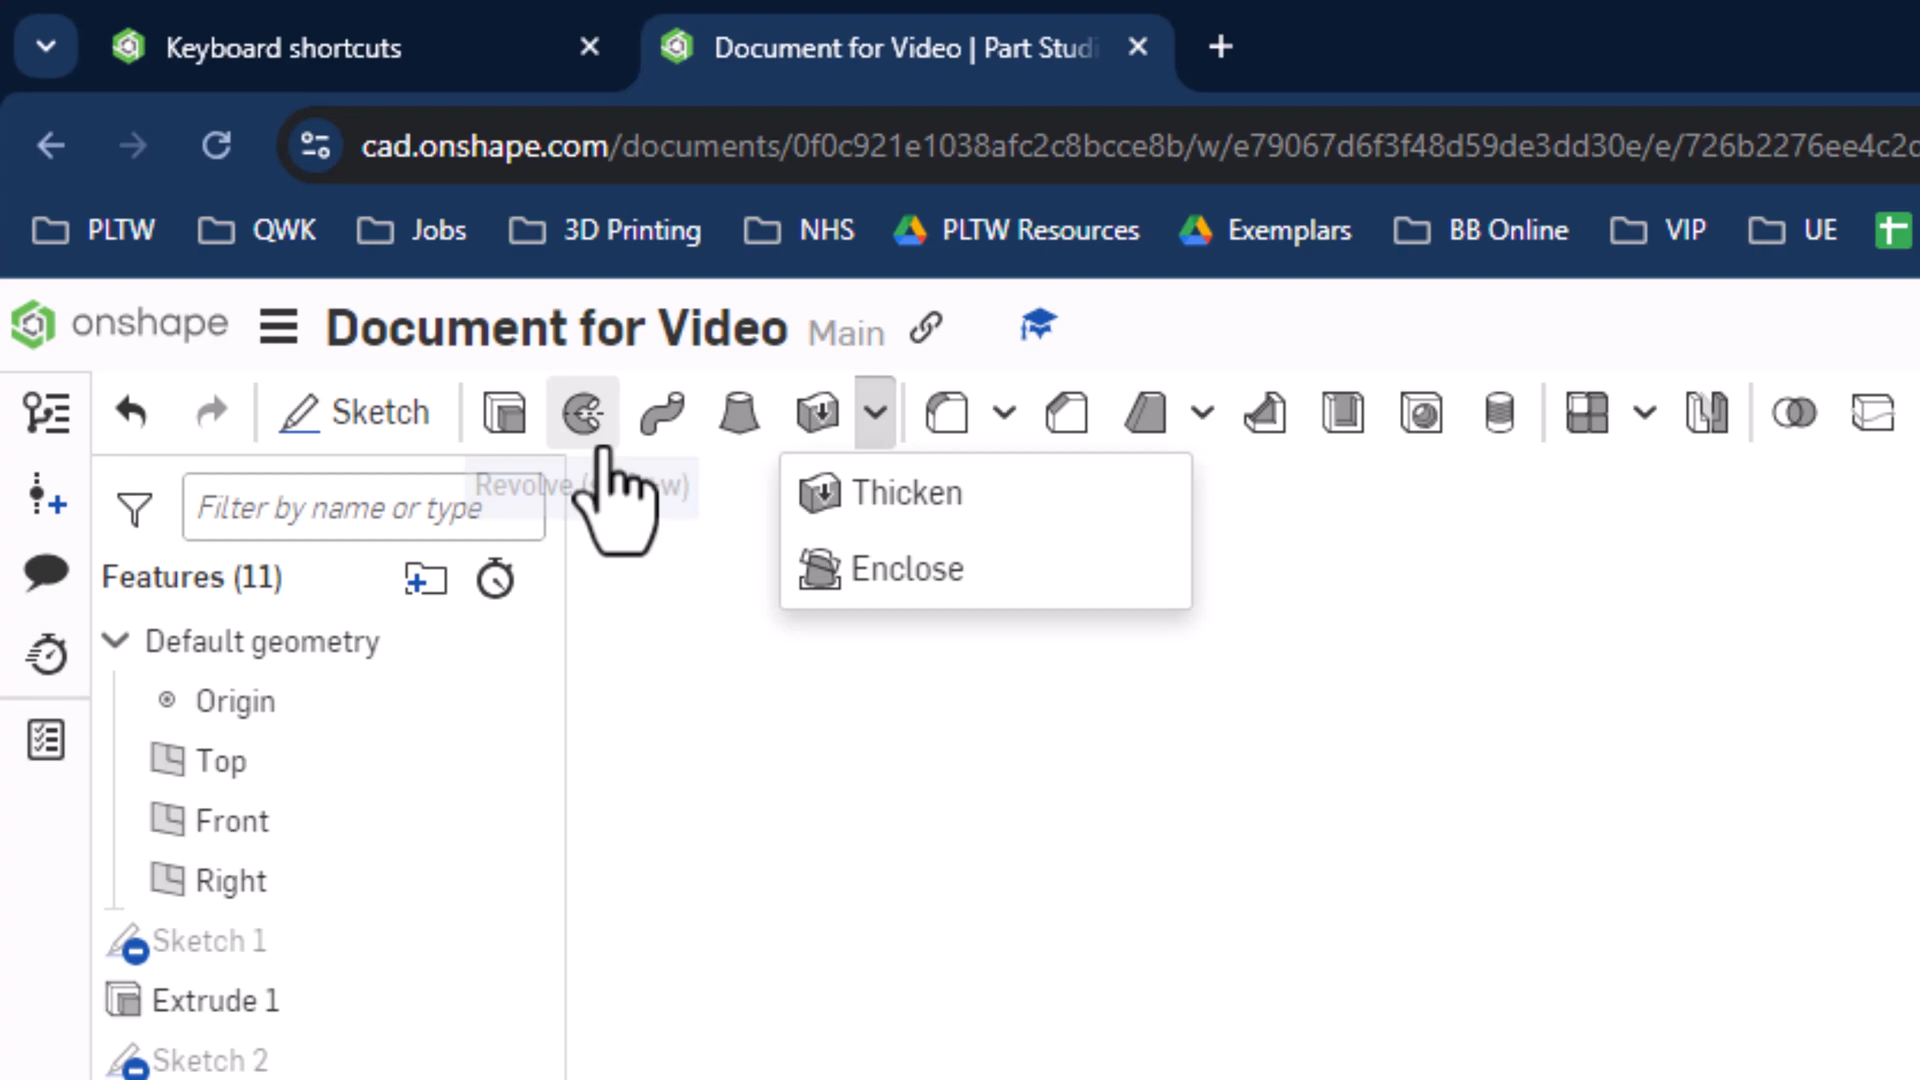 Keyboard shortcuts
Document for Video | Part Studi
cad.onshape.com/documents/0f0c921e1038afc2c8bcce8b/w/e79067d6f3f48d59de3dd30e/e/726b2276ee4c2c
PLTW QWK Jobs 3D Printing NHS PLTW Resources Exemplars BB Online VIP UE
onshape Document for Video Main
Sketch
Revolve
Filter by name or type
Thicken
Enclose
Features (11)
Default geometry
Origin
Top
Front
Right
Sketch 1
Extrude 1
Sketch 2